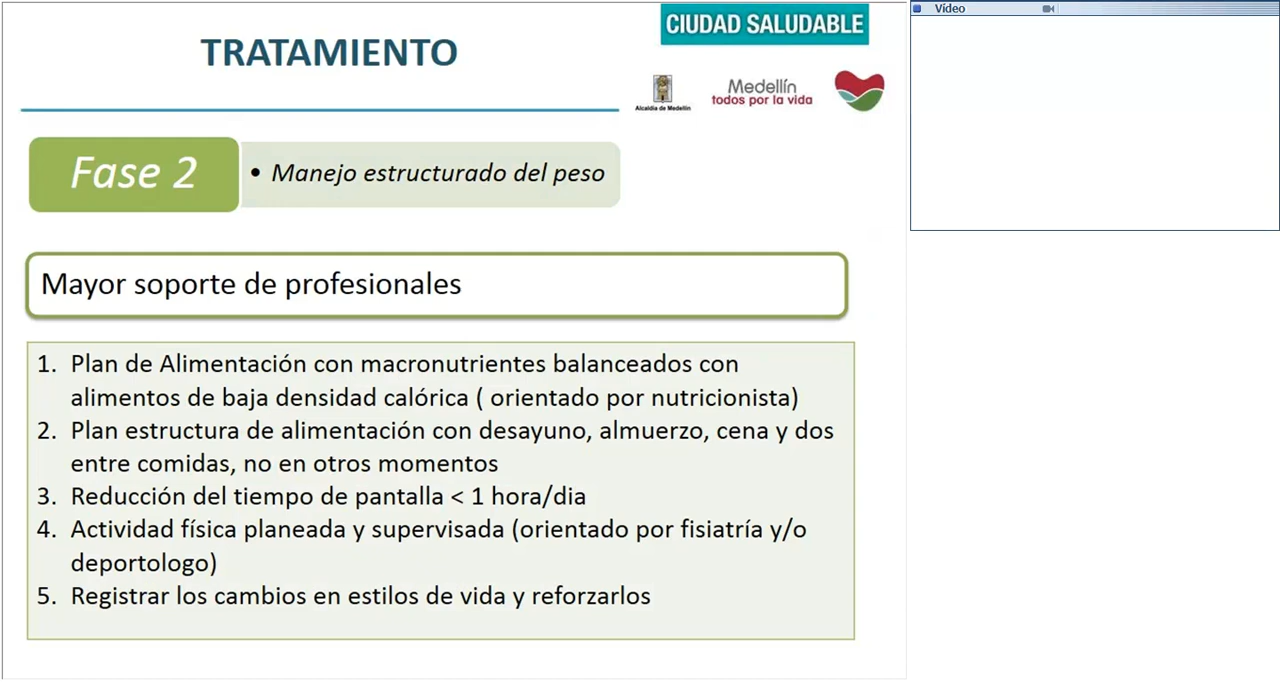 CIUDAD SALUDABLE
TRATAMIENTO
Alcaldía de Medellín
Medellín
todos por la vida
Fase 2
• Manejo estructurado del peso
Mayor soporte de profesionales
1. Plan de Alimentación con macronutrientes balanceados con
alimentos de baja densidad calórica ( orientado por nutricionista)
2. Plan estructura de alimentación con desayuno, almuerzo, cena y dos
entre comidas, no en otros momentos
3. Reducción del tiempo de pantalla < 1 hora/dia
4. Actividad física planeada y supervisada (orientado por fisiatría y/o
deportologo)
5. Registrar los cambios en estilos de vida y reforzarlos
Vídeo